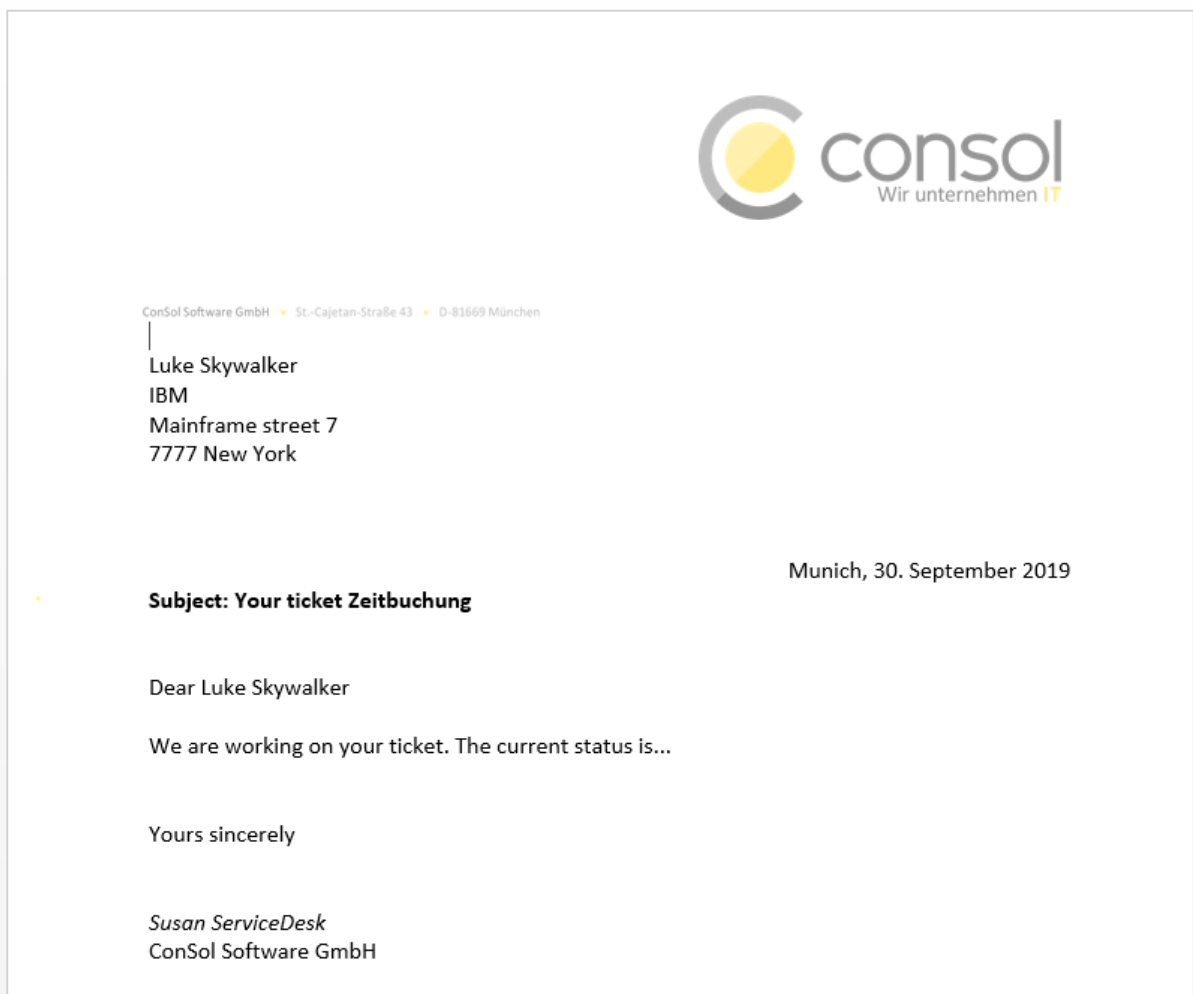 consol
Wir unternehmen IT
ConSol Software GmbH • St.-Cajetan-Straße 43 • D-81669 München
Luke Skywalker
IBM
Mainframe street 7
7777 New York
Munich, 30. September 2019
Subject: Your ticket Zeitbuchung
Dear Luke Skywalker
We are working on your ticket. The current status is...
Yours sincerely
Susan ServiceDesk
ConSol Software GmbH